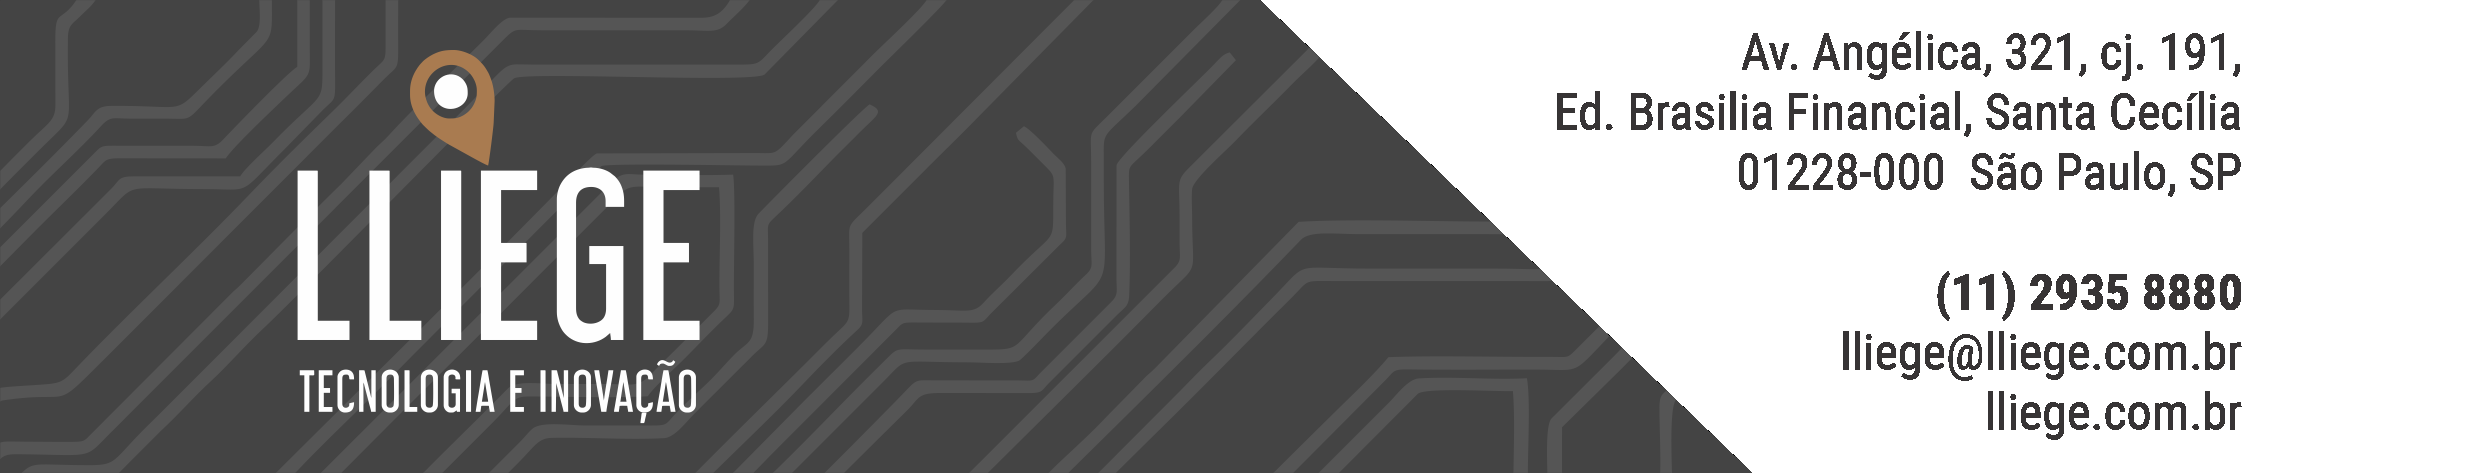 LLIEGE
TECNOLOGIA E INOVAÇÃO
Av. Angélica, 321, cj. 191,
Ed. Brasilia Financial, Santa Cecília
01228-000 São Paulo, SP
(11) 2935 8880
lliege@lliege.com.br
lliege.com.br